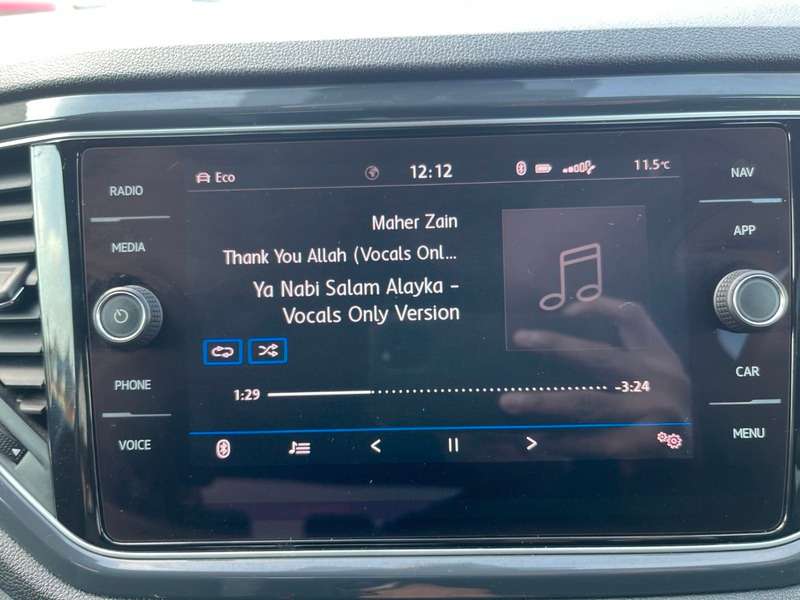 Eco 12:12 11.5°C
RADIO
MEDIA
PHONE
VOICE
Maher Zain
Thank You Allah (Vocals Onl...
Ya Nabi Salam Alayka –
Vocals Only Version
1:29 -3:24
NAV
APP
CAR
MENU